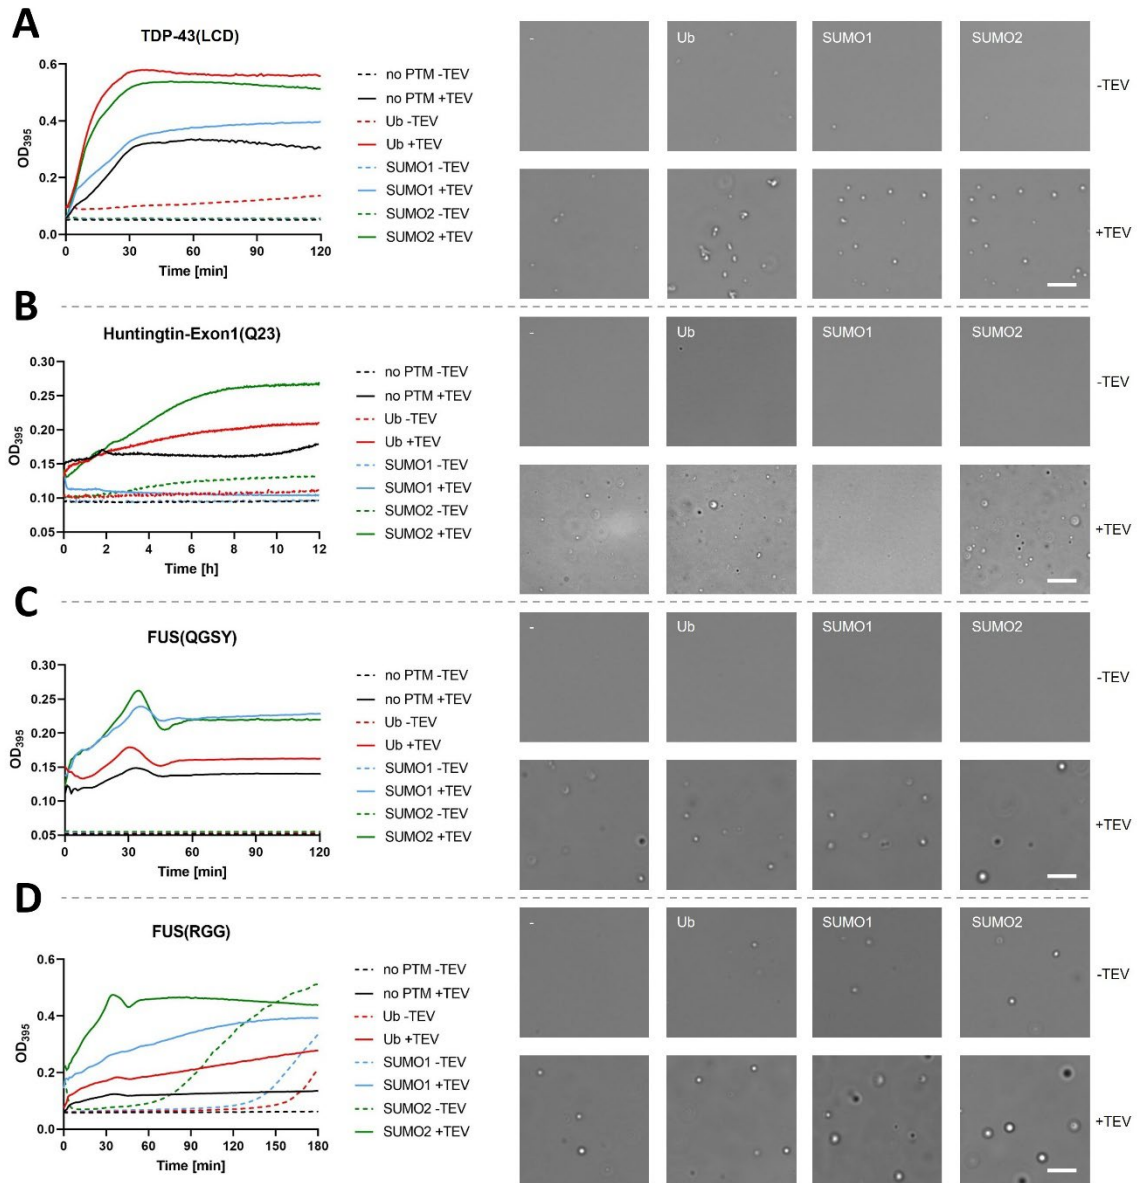 A
TDP-43(LCD)
OD395
0.6
0.4
0.2
0.0
0 30 60 90 120
Time [min]
no PTM -TEV
no PTM +TEV
Ub -TEV
Ub +TEV
SUMO1 -TEV
SUMO1 +TEV
SUMO2 -TEV
SUMO2 +TEV
- Ub SUMO1 SUMO2
-TEV
+TEV
B
Huntingtin-Exon1(Q23)
OD395
0.30
0.25
0.20
0.15
0.10
0.05
0 2 4 6 8 10 12
Time [h]
no PTM -TEV
no PTM +TEV
Ub -TEV
Ub +TEV
SUMO1 -TEV
SUMO1 +TEV
SUMO2 -TEV
SUMO2 +TEV
- Ub SUMO1 SUMO2
-TEV
+TEV
C
FUS(QGSY)
OD395
0.30
0.25
0.20
0.15
0.10
0.05
0 30 60 90 120
Time [min]
no PTM -TEV
no PTM +TEV
Ub -TEV
Ub +TEV
SUMO1 -TEV
SUMO1 +TEV
SUMO2 -TEV
SUMO2 +TEV
- Ub SUMO1 SUMO2
-TEV
+TEV
D
FUS(RGG)
OD395
0.6
0.4
0.2
0.0
0 30 60 90 120 150 180
Time [min]
no PTM -TEV
no PTM +TEV
Ub -TEV
Ub +TEV
SUMO1 -TEV
SUMO1 +TEV
SUMO2 -TEV
SUMO2 +TEV
- Ub SUMO1 SUMO2
-TEV
+TEV